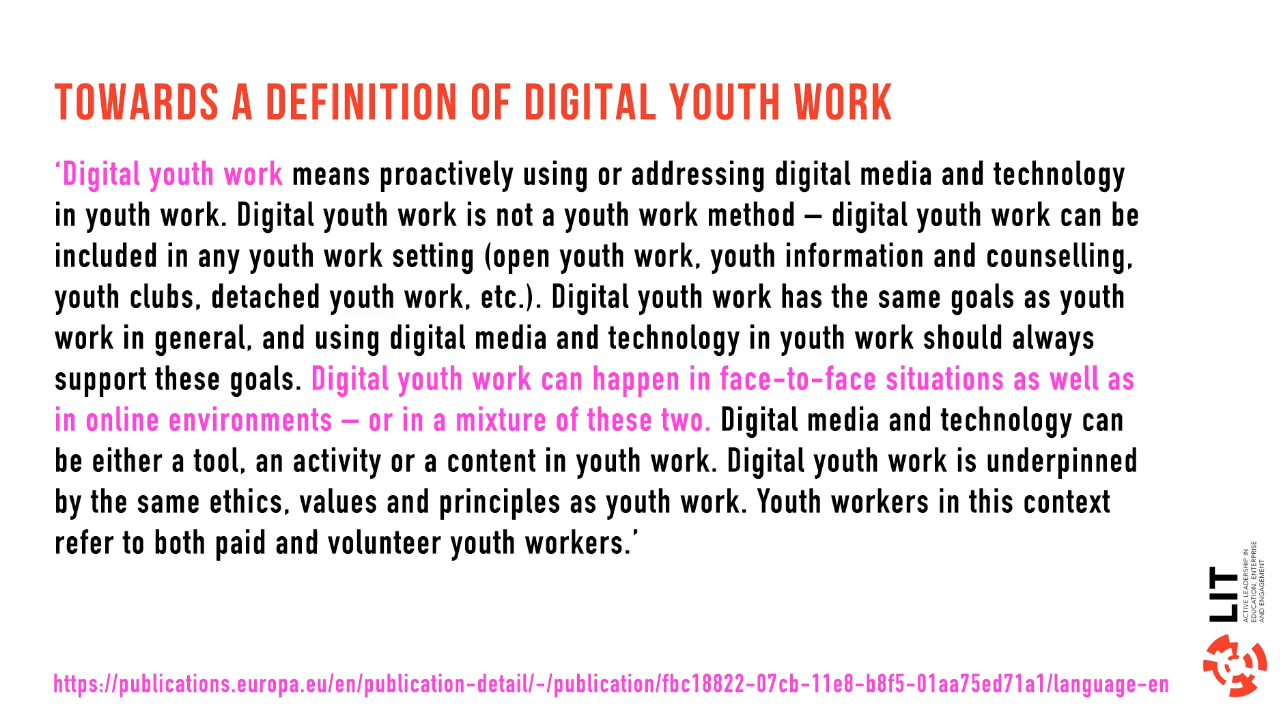 TOWARDS A DEFINITION OF DIGITAL YOUTH WORK
‘Digital youth work means proactively using or addressing digital media and technology
in youth work. Digital youth work is not a youth work method – digital youth work can be
included in any youth work setting (open youth work, youth information and counselling,
youth clubs, detached youth work, etc.). Digital youth work has the same goals as youth
work in general, and using digital media and technology in youth work should always
support these goals. Digital youth work can happen in face-to-face situations as well as
in online environments – or in a mixture of these two. Digital media and technology can
be either a tool, an activity or a content in youth work. Digital youth work is underpinned
by the same ethics, values and principles as youth work. Youth workers in this context
refer to both paid and volunteer youth workers.’
LIT
ACTIVE LEADERSHIP IN
EDUCATION, ENTERPRISE
AND ENGAGEMENT
https://publications.europa.eu/en/publication-detail/-/publication/fbc18822-07cb-11e8-b8f5-01aa75ed71a1/language-en